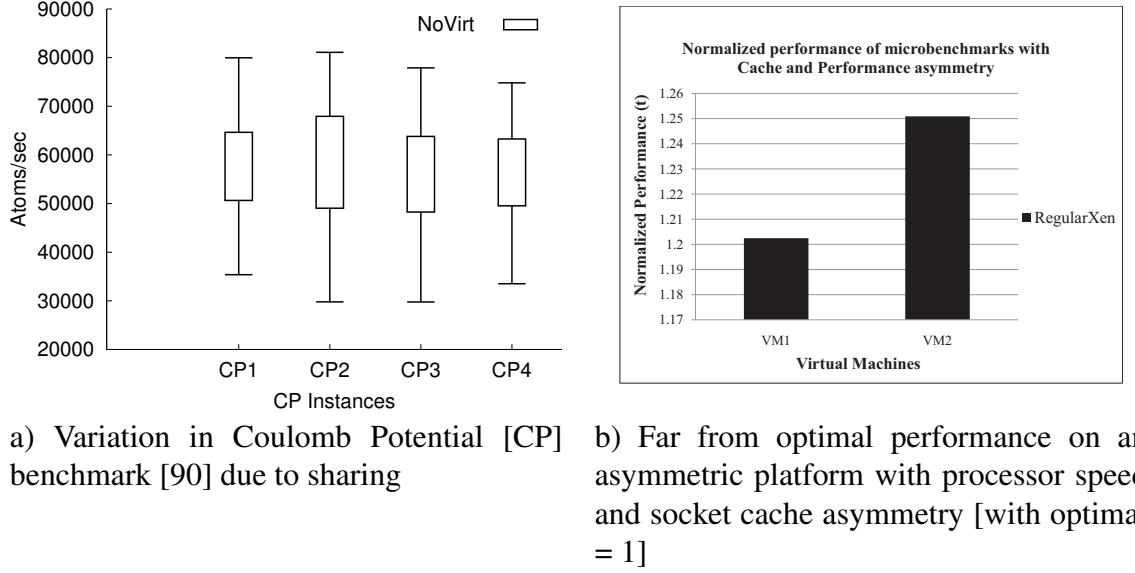 90000
80000
70000
60000
50000
40000
30000
20000
Atoms/sec
NoVirt
CP1 CP2 CP3 CP4
CP Instances
Normalized performance of microbenchmarks with
Cache and Performance asymmetry
1.26
1.25
1.24
1.23
1.22
1.21
1.2
1.19
1.18
1.17
Normalized Performance (t)
RegularXen
VM1 VM2
Virtual Machines
a) Variation in Coulomb Potential [CP]
benchmark [90] due to sharing
b) Far from optimal performance on an
asymmetric platform with processor speed
and socket cache asymmetry [with optimal
= 1]